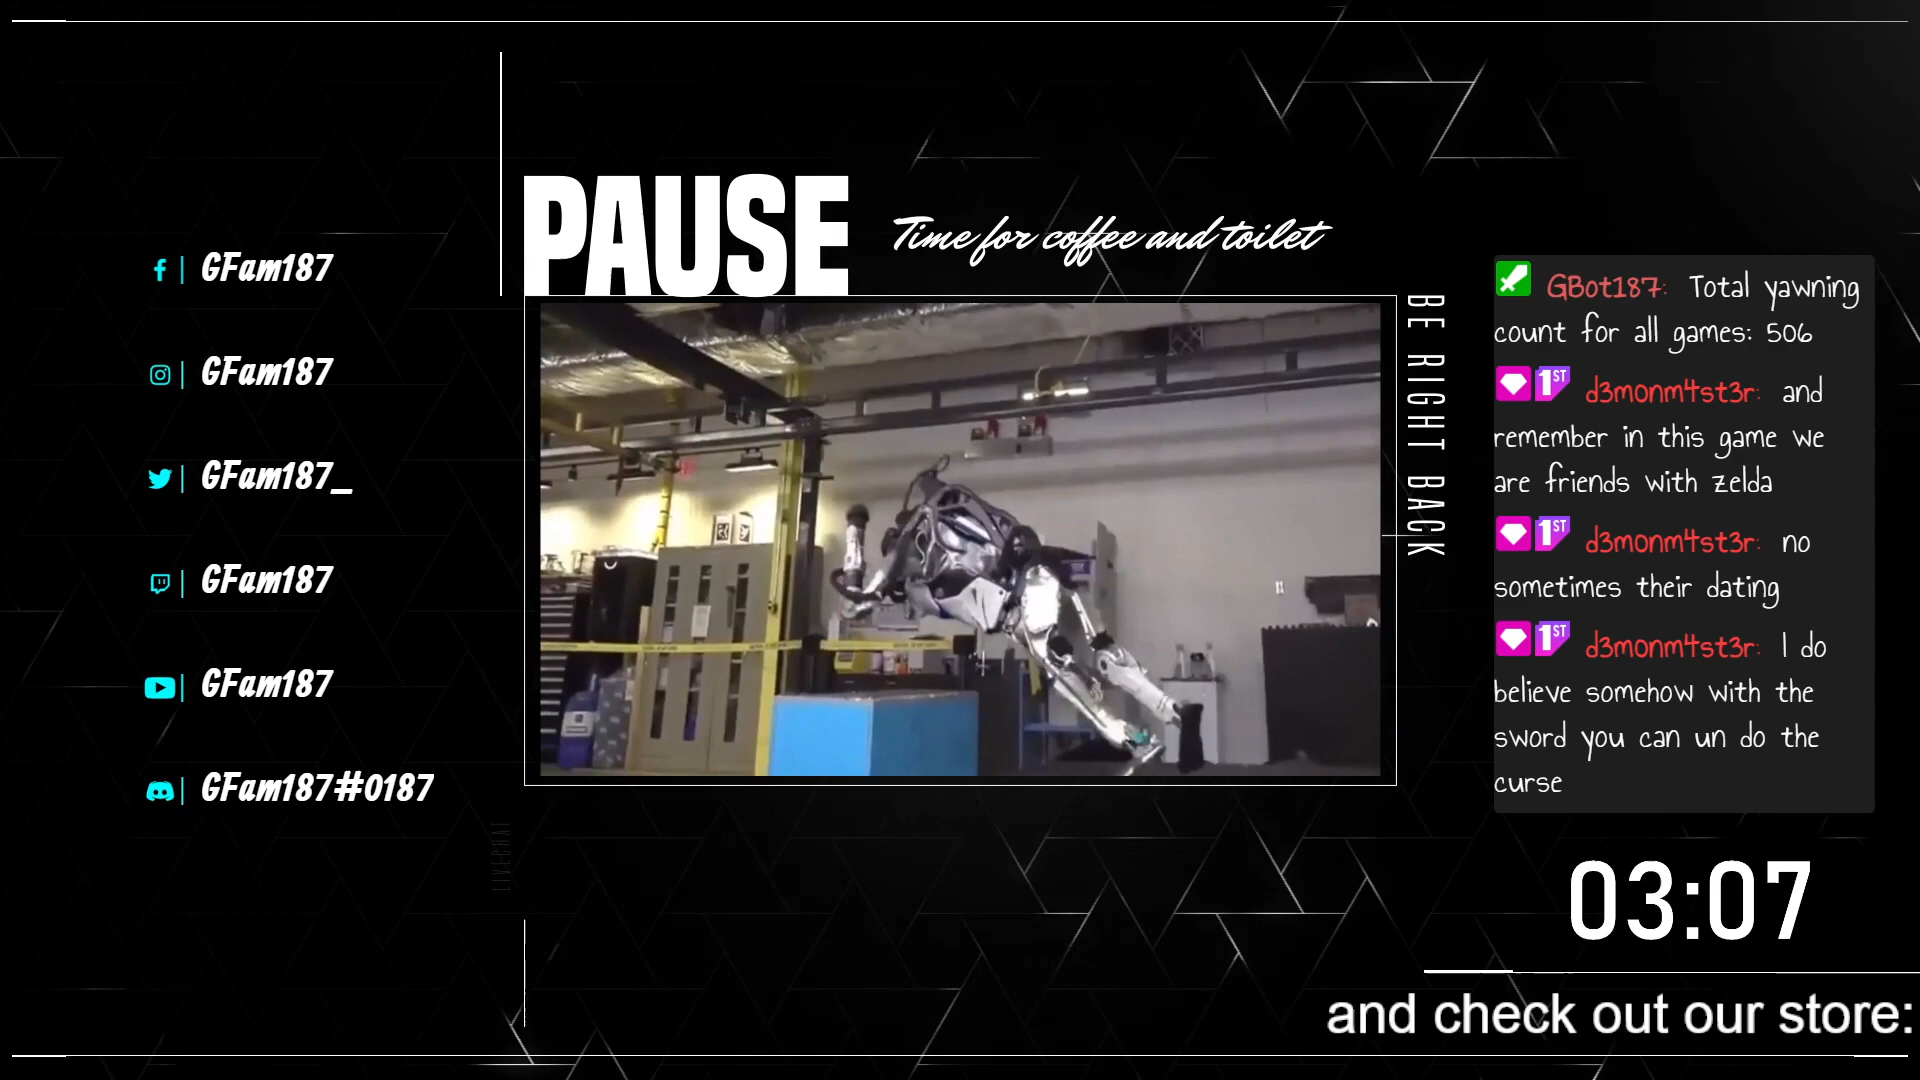 PAUSE
Time for coffee and toilet
GFam187
GFam187
GFam187_
GFam187
GFam187
GFam187#0187
BE RIGHT BACK
GBot187: Total yawning
count for all games: 506
1ST d3monm4st3r: and
remember in this game we
are friends with zelda
1ST d3monm4st3r: no
sometimes their dating
1ST d3monm4st3r: I do
believe somehow with the
sword you can un do the
curse
LIVECHAT
03:07
and check out our store: